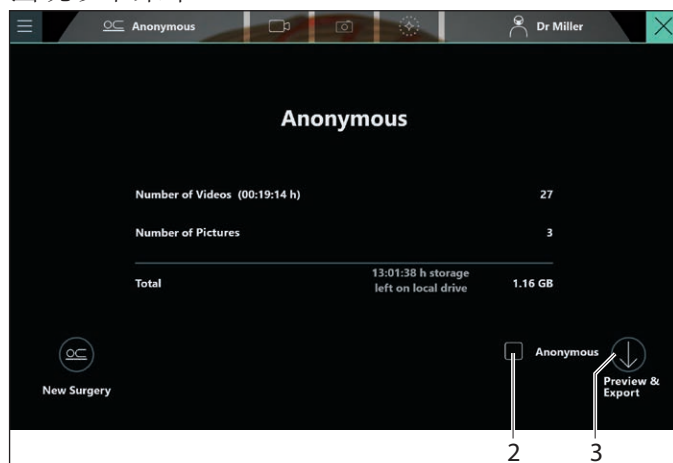 Anonymous
Dr Miller
Anonymous
Number of Videos (00:19:14 h) 27
Number of Pictures 3
Total 13:01:38 h storage left on local drive 1.16 GB
Anonymous
New Surgery
Preview &
Export
2 3